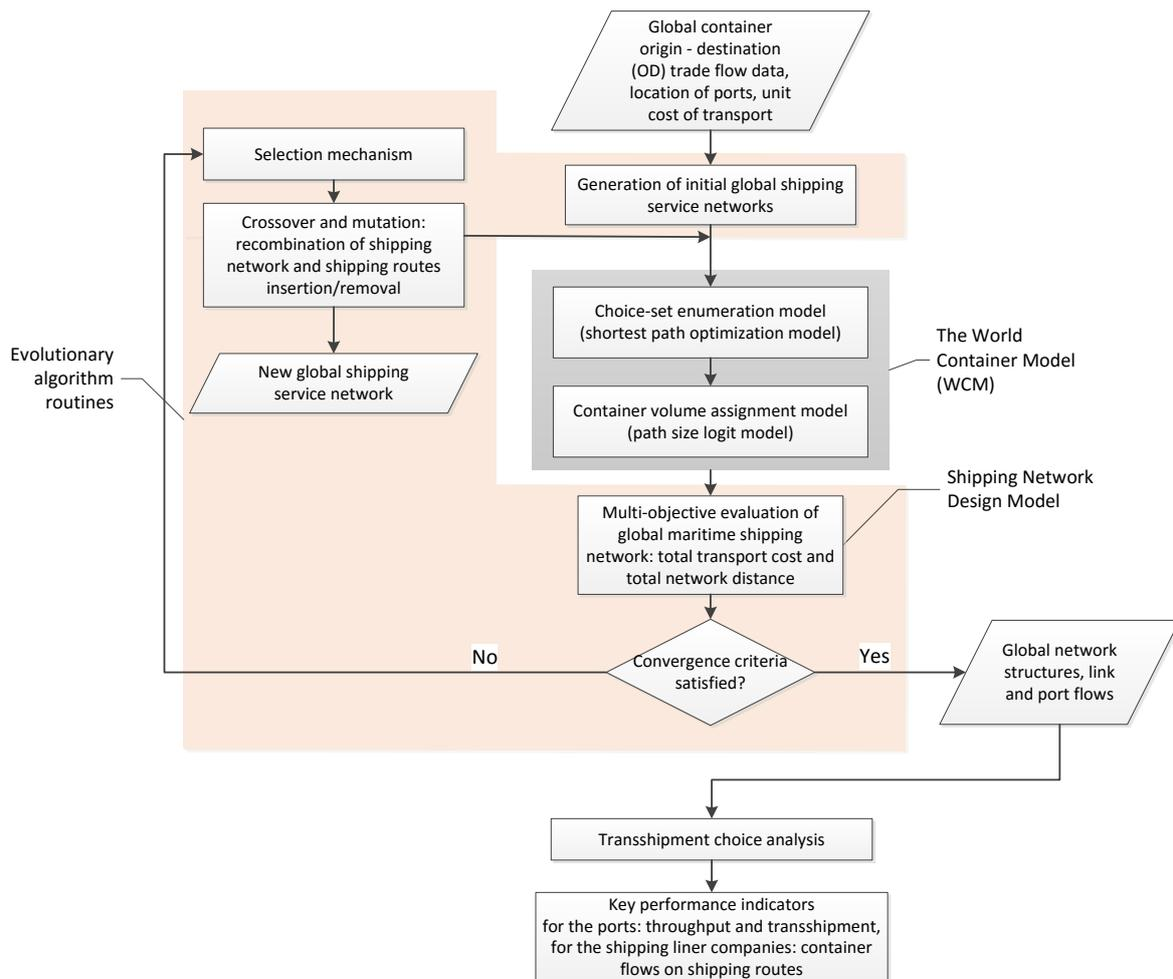 Global container
origin - destination
(OD) trade flow data,
location of ports, unit
cost of transport
Selection mechanism
Generation of initial global shipping
service networks
Crossover and mutation:
recombination of shipping
network and shipping routes
insertion/removal
Choice-set enumeration model
(shortest path optimization model)
The World
Container Model
(WCM)
Evolutionary
algorithm
routines
New global shipping
service network
Container volume assignment model
(path size logit model)
Shipping Network
Design Model
Multi-objective evaluation of
global maritime shipping
network: total transport cost and
total network distance
No
Convergence criteria
satisfied?
Yes
Global network
structures, link
and port flows
Transshipment choice analysis
Key performance indicators
for the ports: throughput and transshipment,
for the shipping liner companies: container
flows on shipping routes